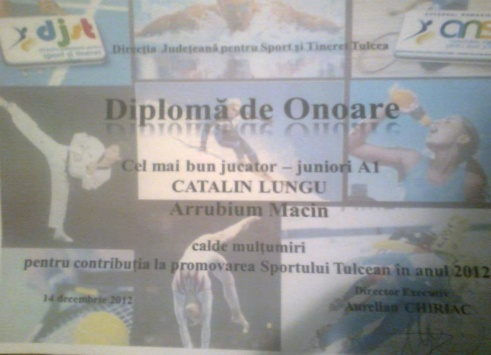 djst
Direcția Județeană pentru Sport și Tineret Tulcea
Diplomă de Onoare
Cel mai bun jucator – juniori A1
CATALIN LUNGU
Arrubium Macin
calde mulțumiri
pentru contribuția la promovarea Sportului Tulcean în anul 2012
14 decembrie 2012
Director Executiv
Aurelian CHIRIAC